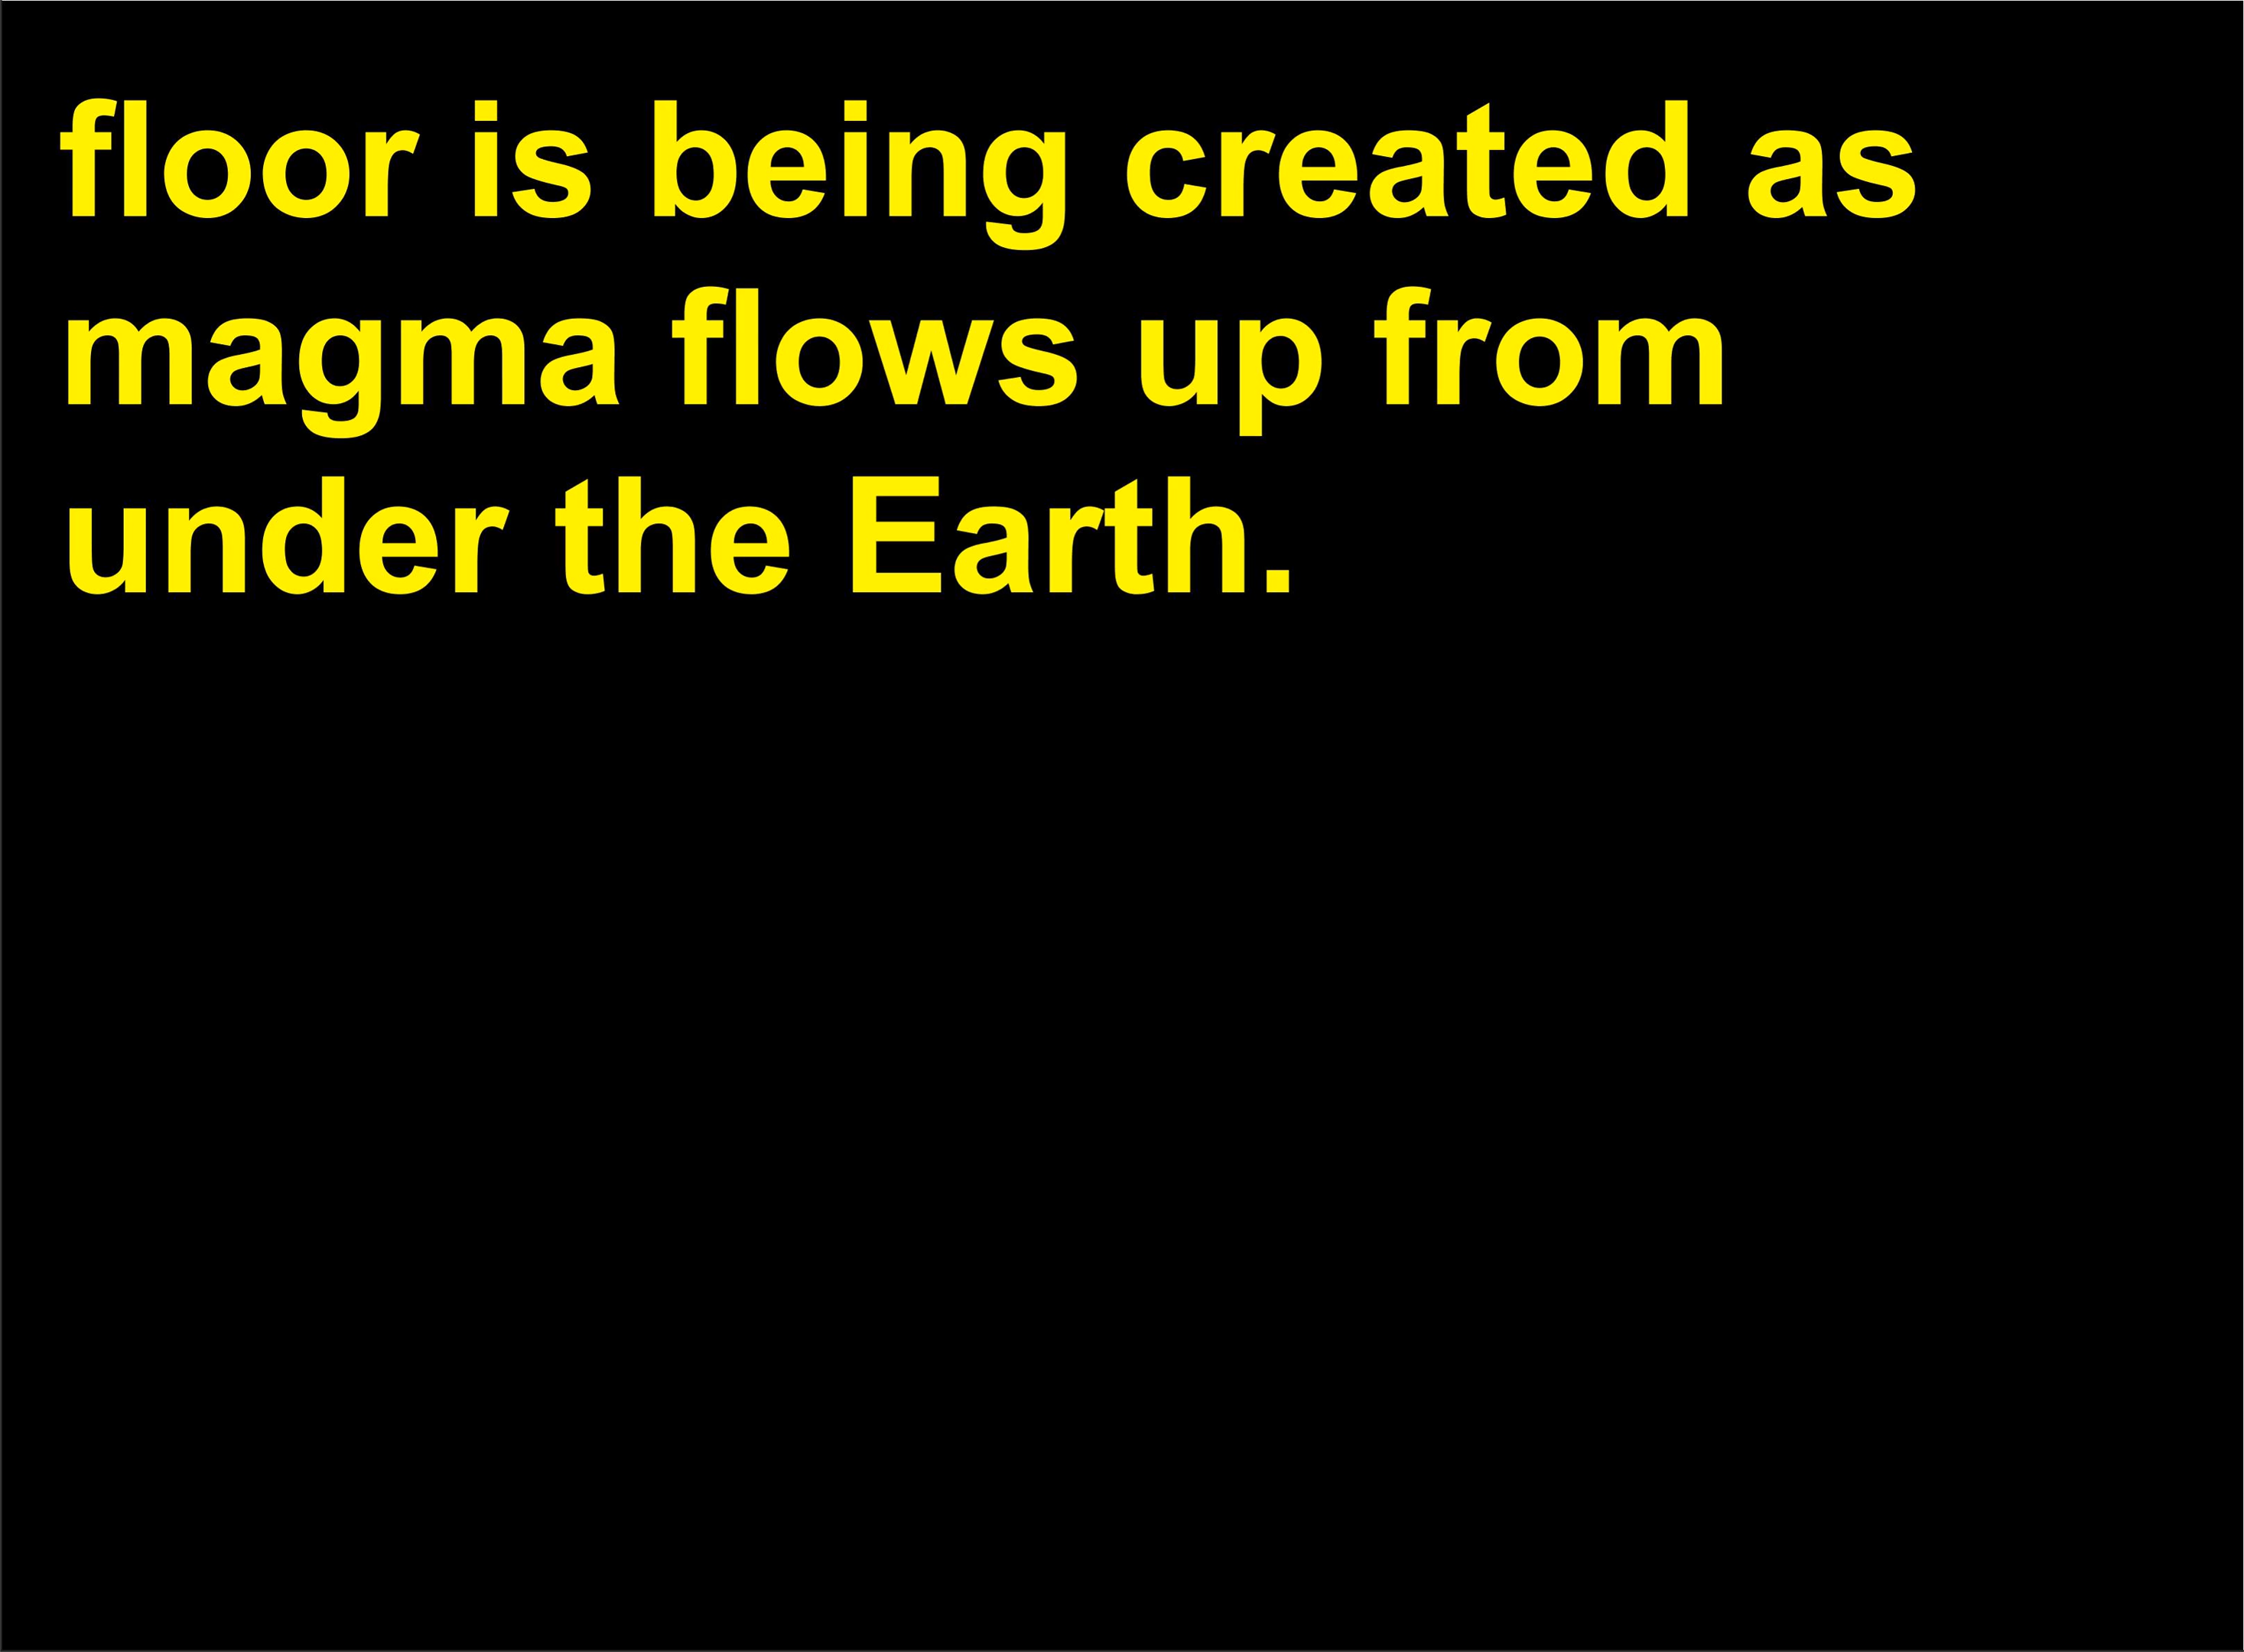 floor is being created as
magma flows up from
under the Earth.